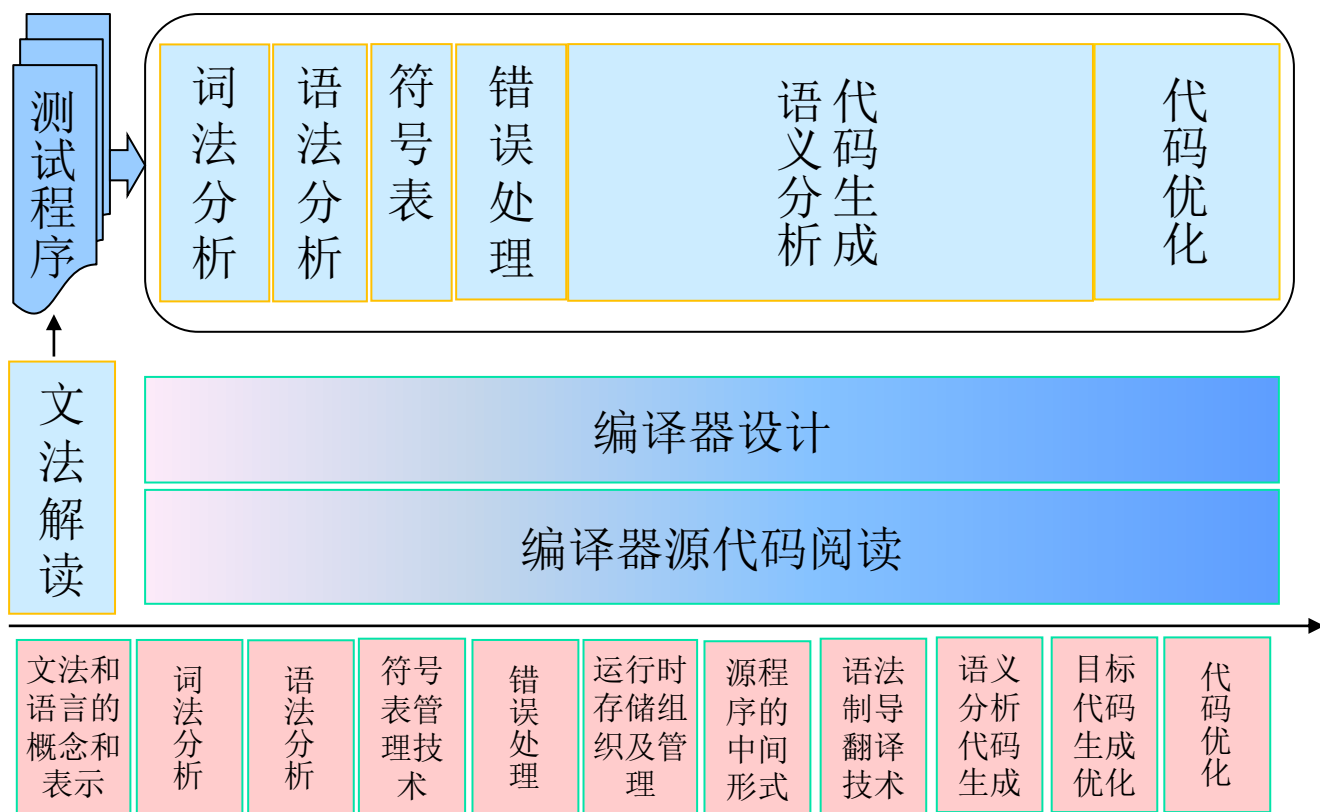 测试程序
词法分析
语法分析
符号表
错误处理
语义分析
代码生成
代码优化
文法解读
编译器设计
编译器源代码阅读
文法和
语言的
概念和
表示
词法分析
语法分析
符号
表管
理技
术
错误处理
运行时
存储组
织及管
理
源程
序的
中间
形式
语法
制导
翻译
技术
语义
分析
代码
生成
目标
代码
生成
优化
代码优化